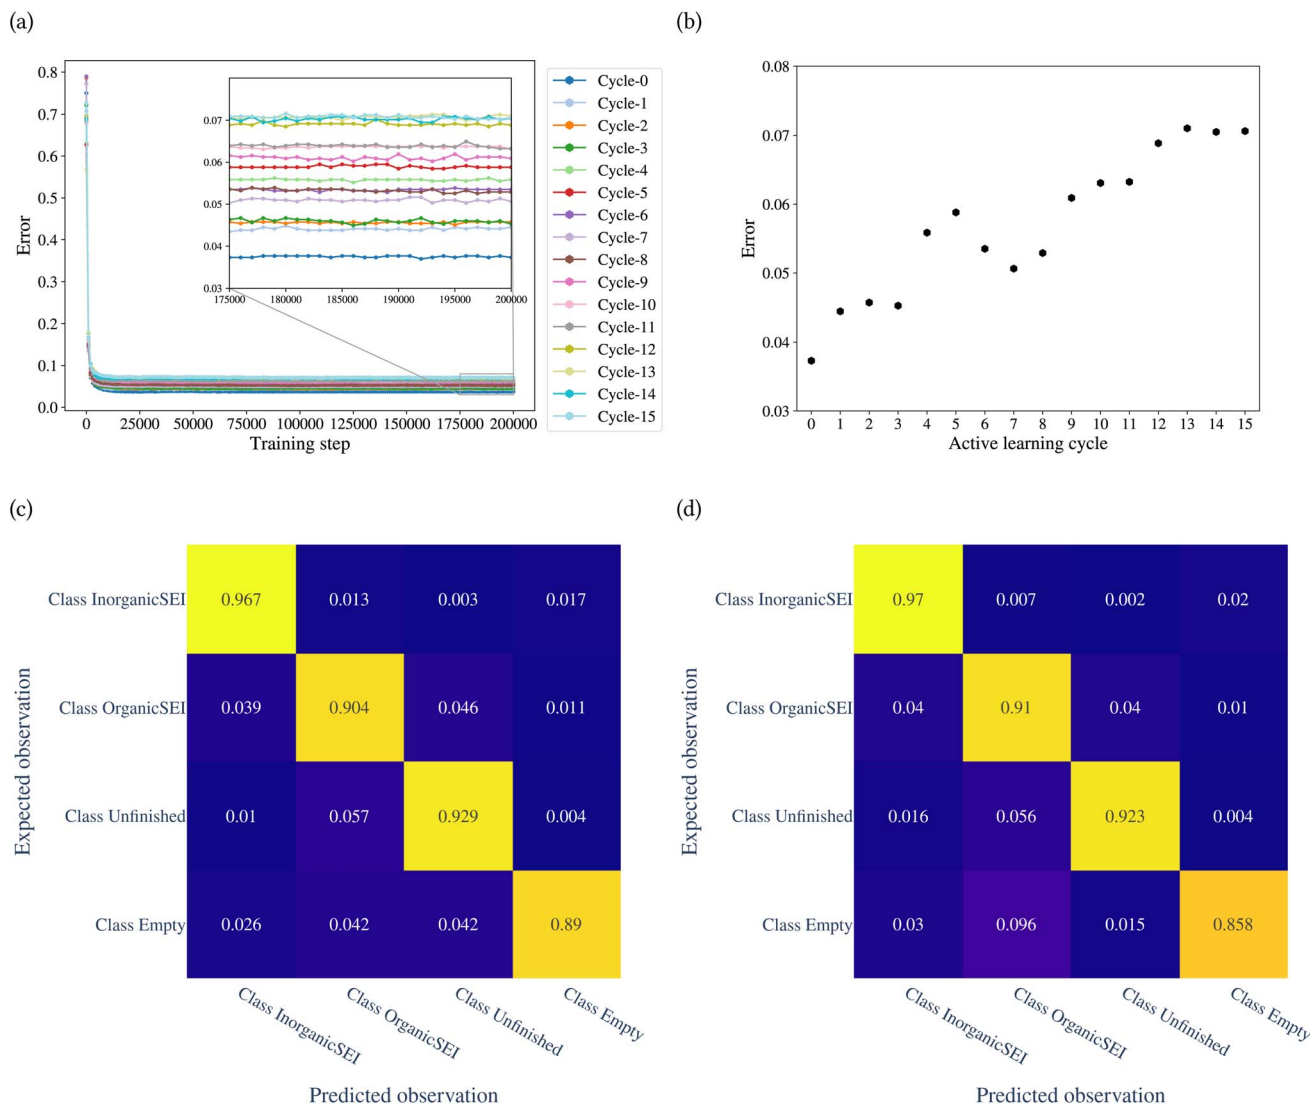 (a)
0.8
0.7
0.6
0.5
0.4
0.3
0.2
0.1
0.0
Error
0 25000 50000 75000 100000 125000 150000 175000 200000
Training step
0.07
0.06
0.05
0.04
0.03
175000 180000 185000 190000 195000 200000
Cycle-0
Cycle-1
Cycle-2
Cycle-3
Cycle-4
Cycle-5
Cycle-6
Cycle-7
Cycle-8
Cycle-9
Cycle-10
Cycle-11
Cycle-12
Cycle-13
Cycle-14
Cycle-15
(b)
0.08
0.07
0.06
0.05
0.04
0.03
Error
0 1 2 3 4 5 6 7 8 9 10 11 12 13 14 15
Active learning cycle
(c)
Expected observation
Class InorganicSEI 0.967 0.013 0.003 0.017
Class OrganicSEI 0.039 0.904 0.046 0.011
Class Unfinished 0.01 0.057 0.929 0.004
Class Empty 0.026 0.042 0.042 0.89
Class InorganicSEI Class OrganicSEI Class Unfinished Class Empty
Predicted observation
(d)
Expected observation
Class InorganicSEI 0.97 0.007 0.002 0.02
Class OrganicSEI 0.04 0.91 0.04 0.01
Class Unfinished 0.016 0.056 0.923 0.004
Class Empty 0.03 0.096 0.015 0.858
Class InorganicSEI Class OrganicSEI Class Unfinished Class Empty
Predicted observation